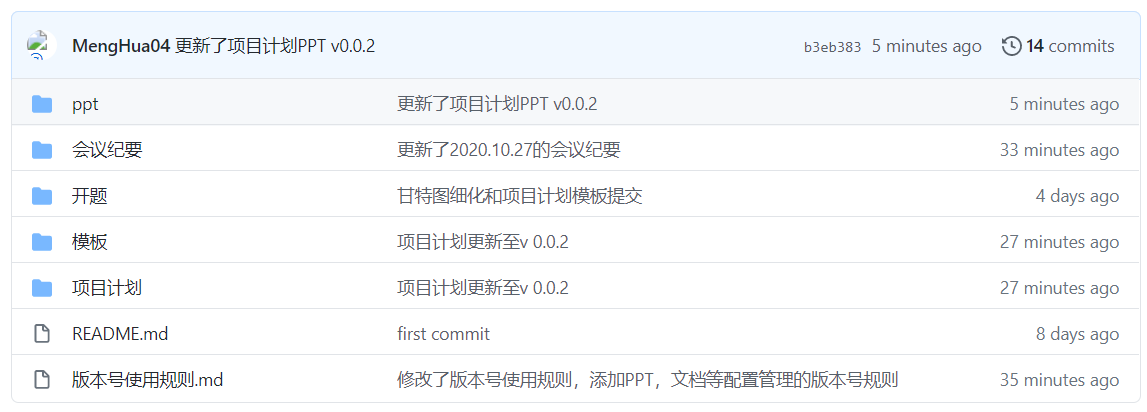 MengHua04 更新了项目计划PPT v0.0.2 b3eb383 5 minutes ago 14 commits
ppt 更新了项目计划PPT v0.0.2 5 minutes ago
会议纪要 更新了2020.10.27的会议纪要 33 minutes ago
开题 甘特图细化和项目计划模板提交 4 days ago
模板 项目计划更新至v 0.0.2 27 minutes ago
项目计划 项目计划更新至v 0.0.2 27 minutes ago
README.md first commit 8 days ago
版本号使用规则.md 修改了版本号使用规则，添加PPT，文档等配置管理的版本号规则 35 minutes ago